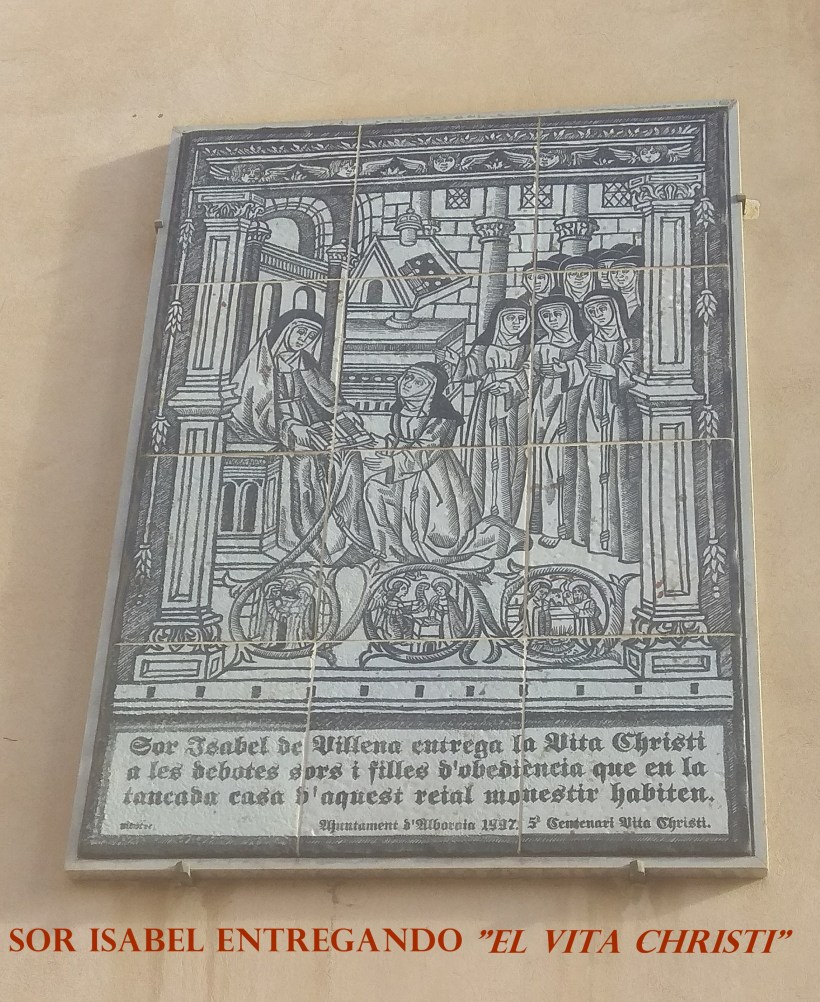 Sor Isabel de Villena entrega la Vita Christi
a les debotes sors i filles d'obediència que en la
tancada casa d'aquest reial monestir habiten.
Ajuntament d'Alboraia 1997. 5è Centenari Vita Christi.
SOR ISABEL ENTREGANDO ”EL VITA CHRISTI”